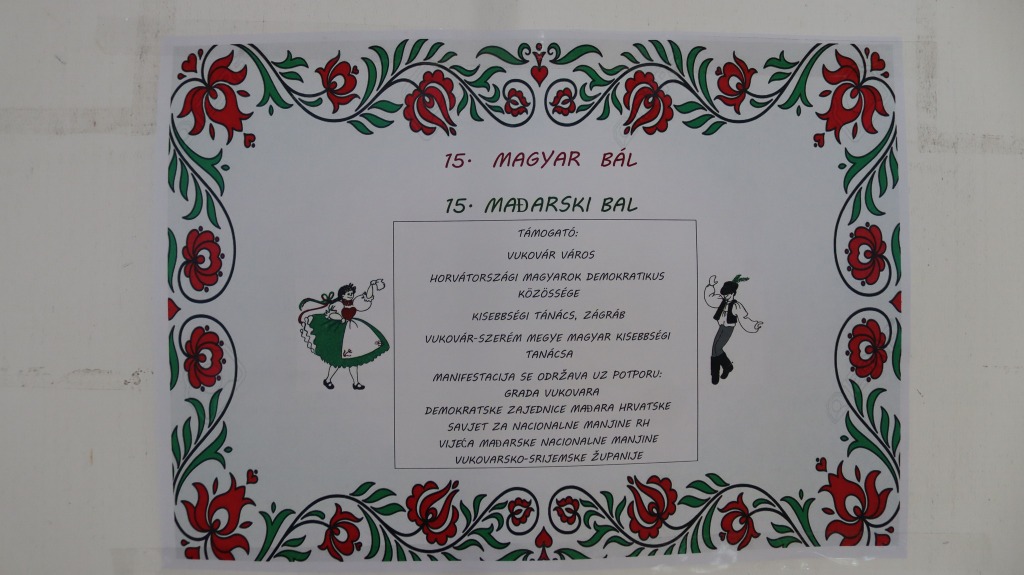 15. MAGYAR BÁL
15. MAĐARSKI BAL
TÁMOGATÓ:
VUKOVÁR VÁROS
HORVÁTORSZÁGI MAGYAROK DEMOKRATIKUS
KÖZÖSSÉGE
KISEBBSÉGI TÁNÁCS, ZÁGRÁB
VUKOVÁR-SZERÉM MEGYE MAGYAR KISEBBSÉGI
TANÁCSA
MANIFESTACIJA SE ODRŽAVA UZ POTPORU:
GRADA VUKOVARA
DEMOKRATSKE ZAJEDNICE MAĐARA HRVATSKE
SAVJET ZA NACIONALNE MANJINE RH
VIJEĆA MAĐARSKE NACIONALNE MANJINE
VUKOVARSKO-SRIJEMSKE ŽUPANIJE